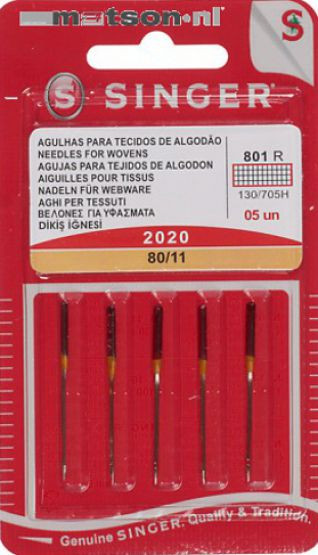 matson.nl
S
S SINGER®
AGULHAS PARA TECIDOS DE ALGODÃO
NEEDLES FOR WOVENS
AGUJAS PARA TEJIDOS DE ALGODON
AIGUILLES POUR TISSUS
NADELN FÜR WEBWARE
AGHI PER TESSUTI
ΒΕΛΟΝΕΣ ΓΙΑ ΥΦΑΣΜΑΤΑ
DİKİŞ İĞNESİ
801 R
130/705H
05 un
2020
80/11
Genuine SINGER. Quality & Tradition.